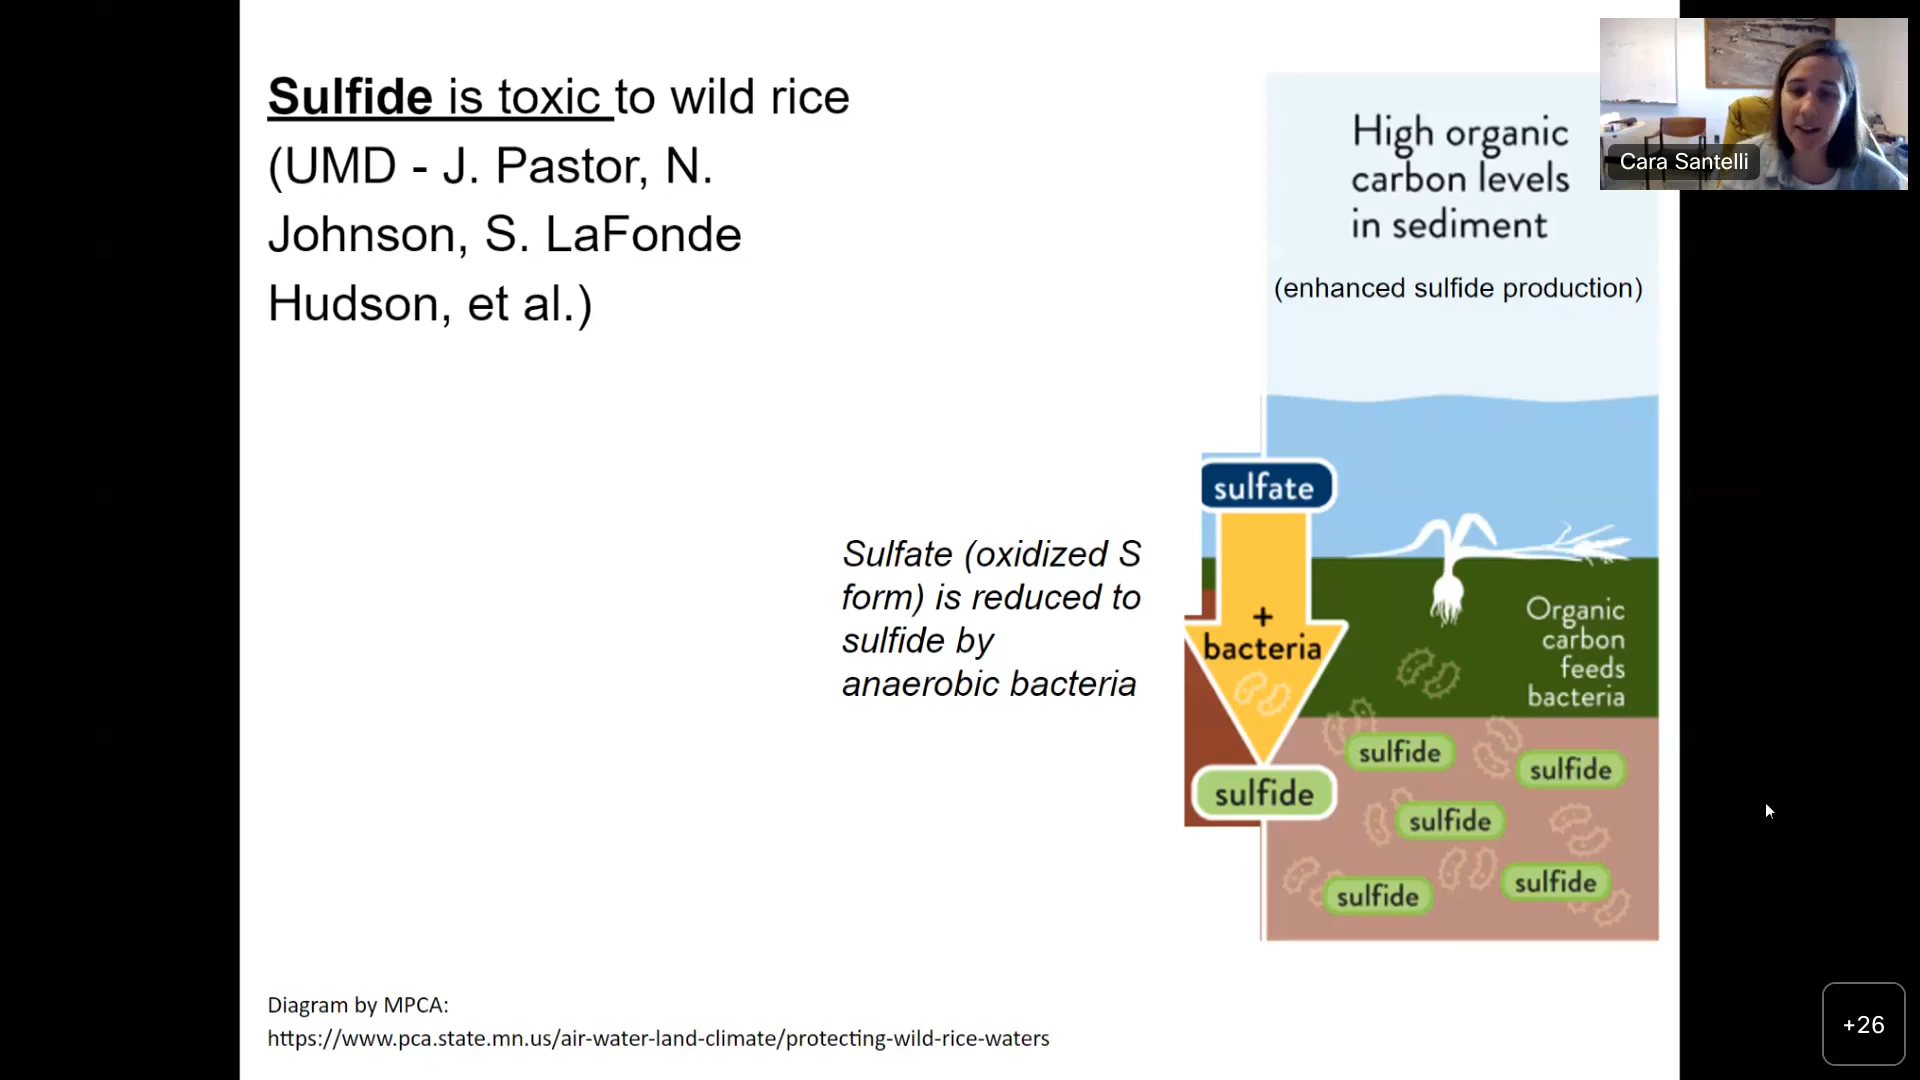 Sulfide is toxic to wild rice
(UMD - J. Pastor, N.
Johnson, S. LaFonde
Hudson, et al.)
High organic
carbon levels
in sediment
(enhanced sulfide production)
Cara Santelli
sulfate
Sulfate (oxidized S
form) is reduced to
sulfide by
anaerobic bacteria
+
bacteria
Organic
carbon
feeds
bacteria
sulfide
sulfide
sulfide
sulfide
sulfide
sulfide
Diagram by MPCA:
https://www.pca.state.mn.us/air-water-land-climate/protecting-wild-rice-waters
+26